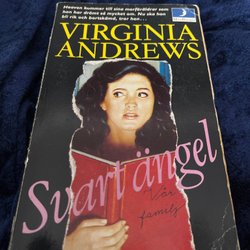 Heaven kommer till sina morföräldrar som
hon har drömt så mycket om. Nu ska hon
bli rik och bortskämd, tror hon...
VIRGINIA
ANDREWS
Svart ängel
Vår
family